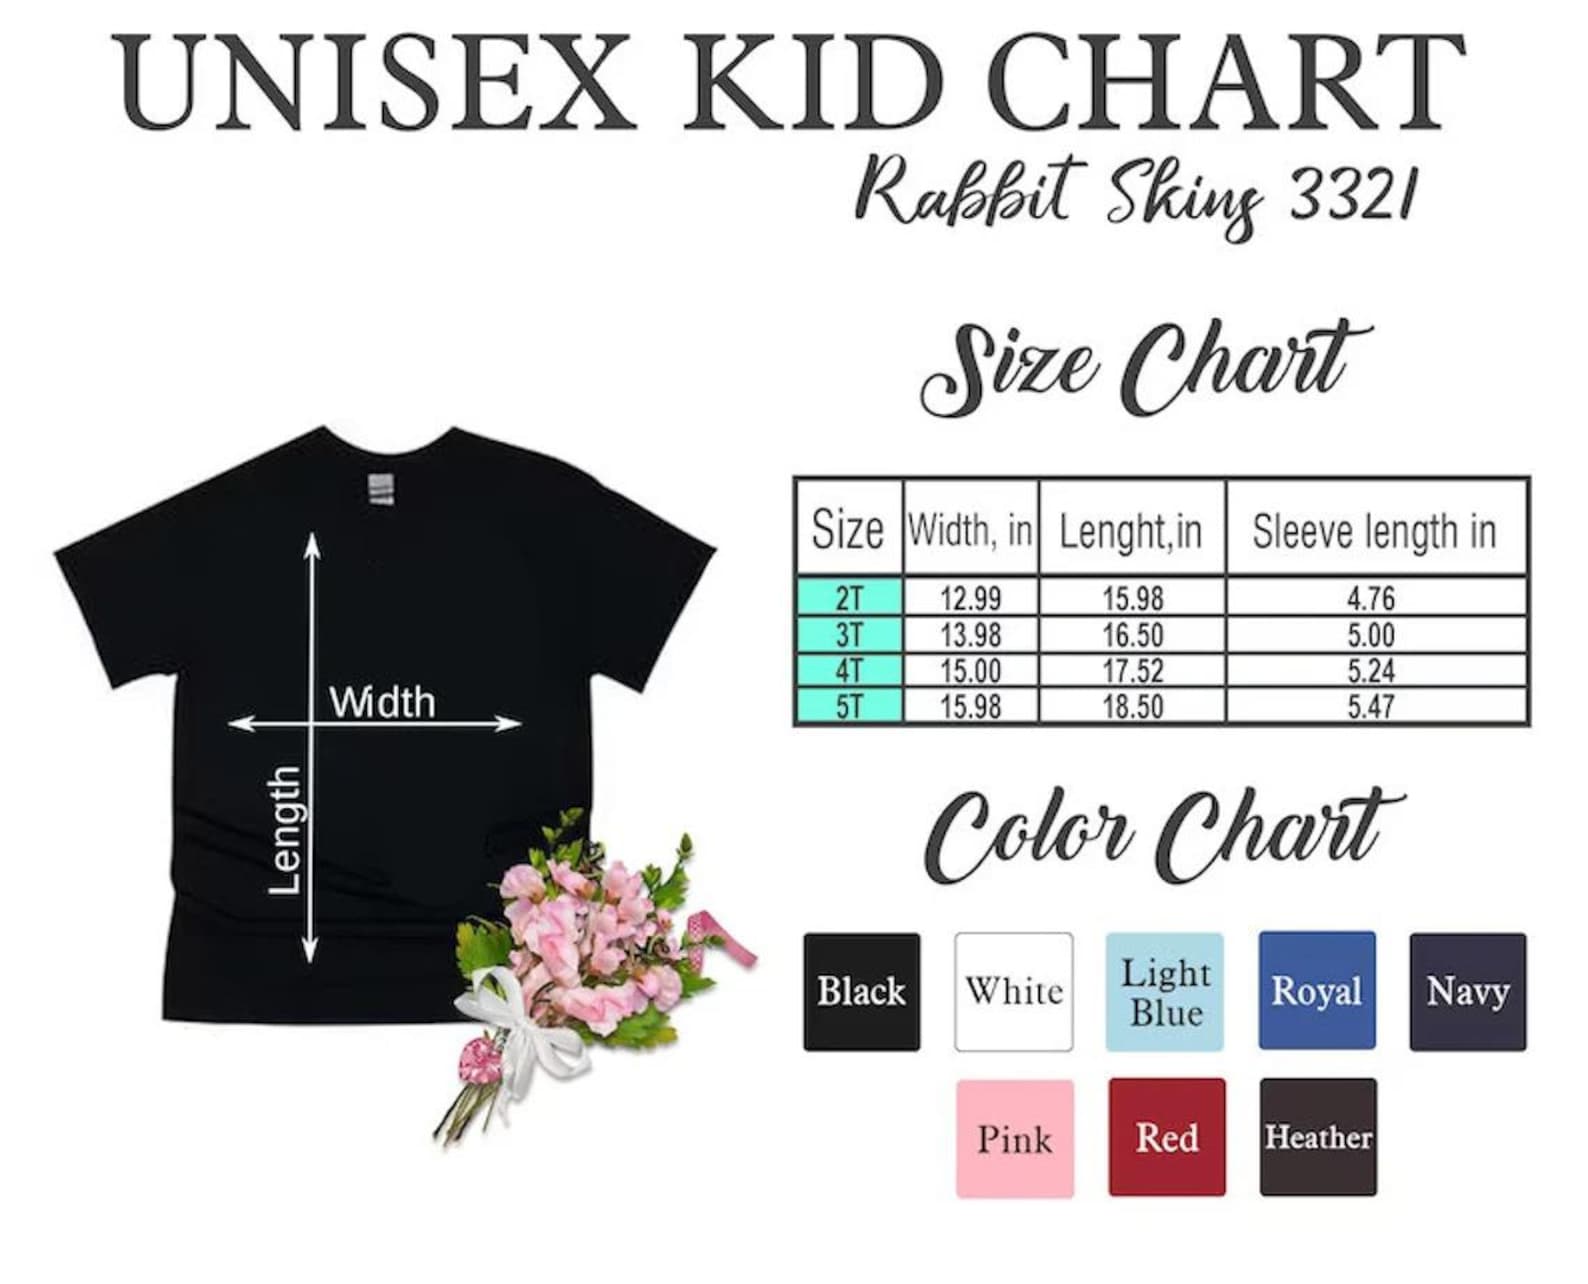 UNISEX KID CHART
Rabbit Skins 3321
Size Chart
Size Width, in Lenght,in Sleeve length in
2T 12.99 15.98 4.76
3T 13.98 16.50 5.00
4T 15.00 17.52 5.24
5T 15.98 18.50 5.47
Width
Length
Color Chart
Black White Light Blue Royal Navy
Pink Red Heather